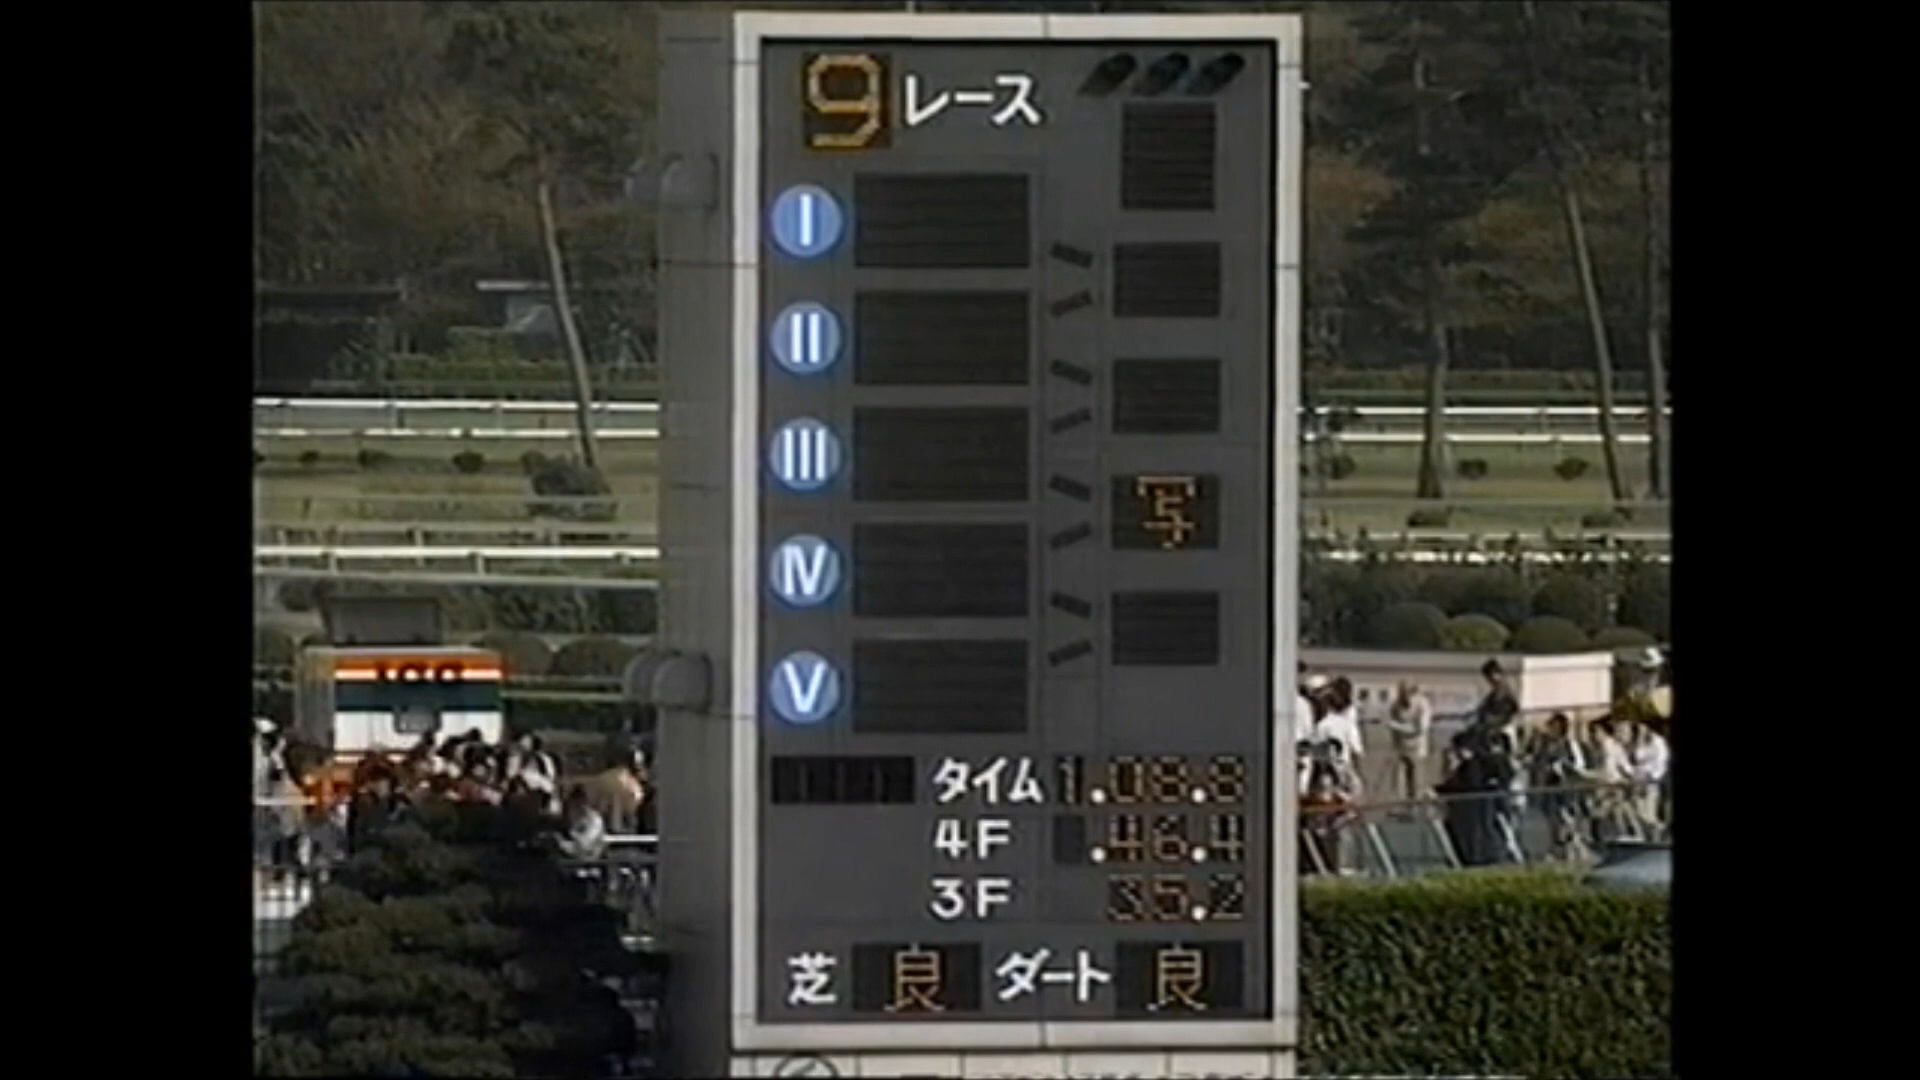 9レース
I
II
III
写
IV
V
タイム 1.08.8
4F .46.4
3F 35.2
芝 良 ダート 良